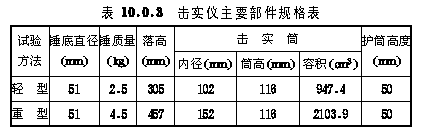 表 10.0.3 击实仪主要部件规格表
试验方法 锤底直径(mm) 锤质量(kg) 落高(mm) 击实筒 护筒高度(mm)
内径(mm) 筒高(mm) 容积(cm³)
轻型 51 2.5 305 102 116 947.4 50
重型 51 4.5 457 152 116 2103.9 50